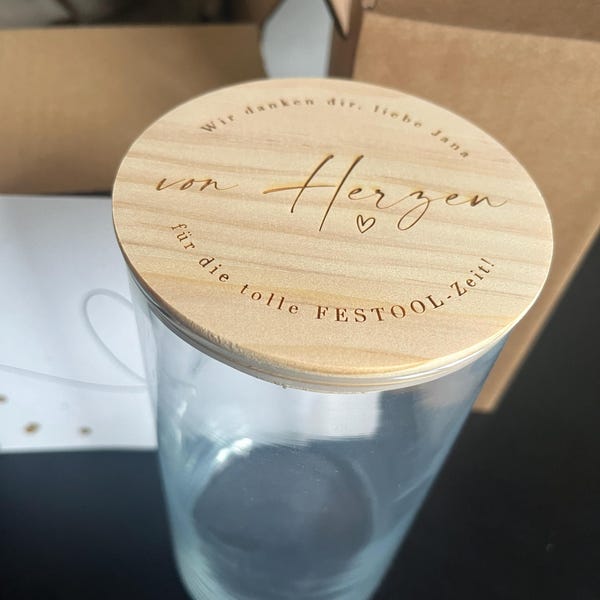 Wir danken dir, liebe Jana
von Herzen
für die tolle FESTOOL-Zeit!